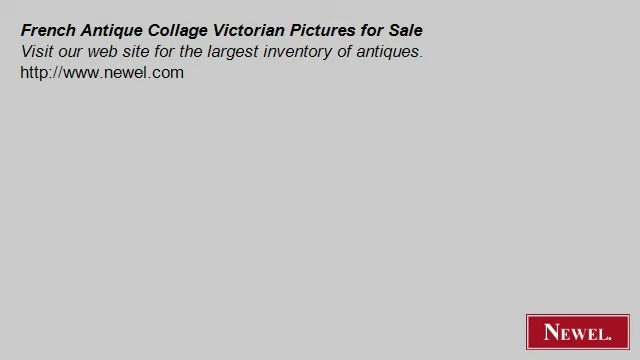 French Antique Collage Victorian Pictures for Sale
Visit our web site for the largest inventory of antiques.
http://www.newel.com
NEWEL.